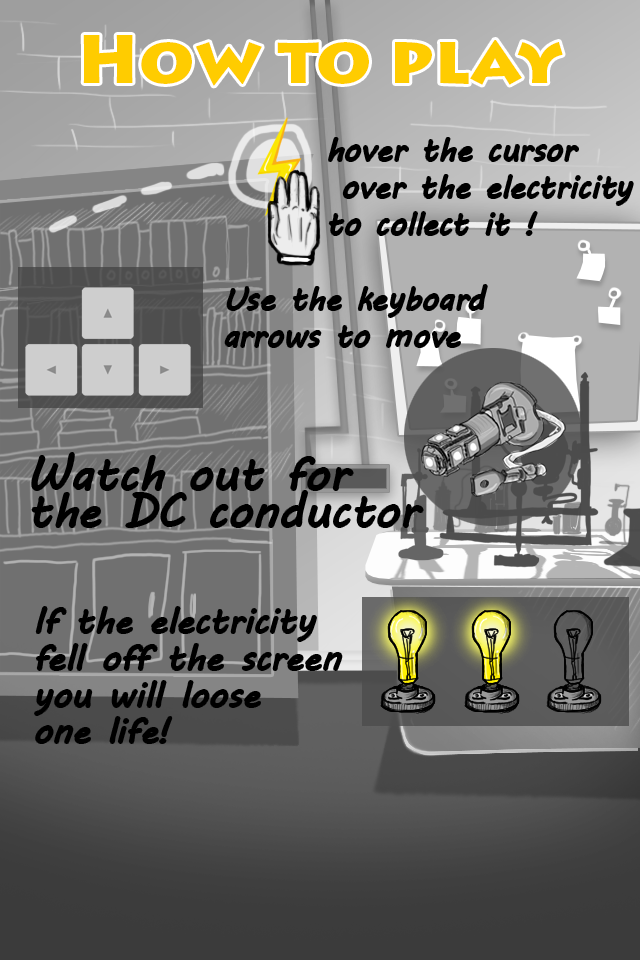 HOW TO PLAY
hover the cursor
over the electricity
to collect it !
Use the keyboard
arrows to move
Watch out for
the DC conductor
If the electricity
fell off the screen
you will loose
one life!